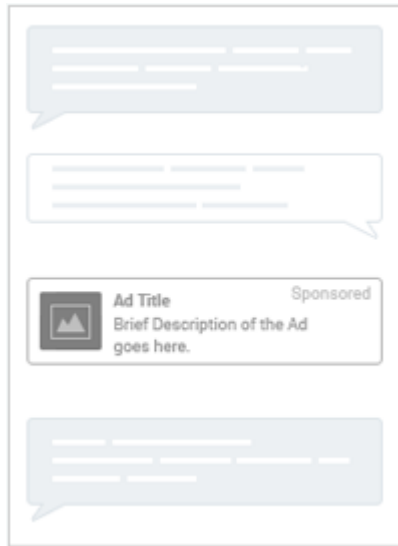 Sponsored
Ad Title
Brief Description of the Ad
goes here.